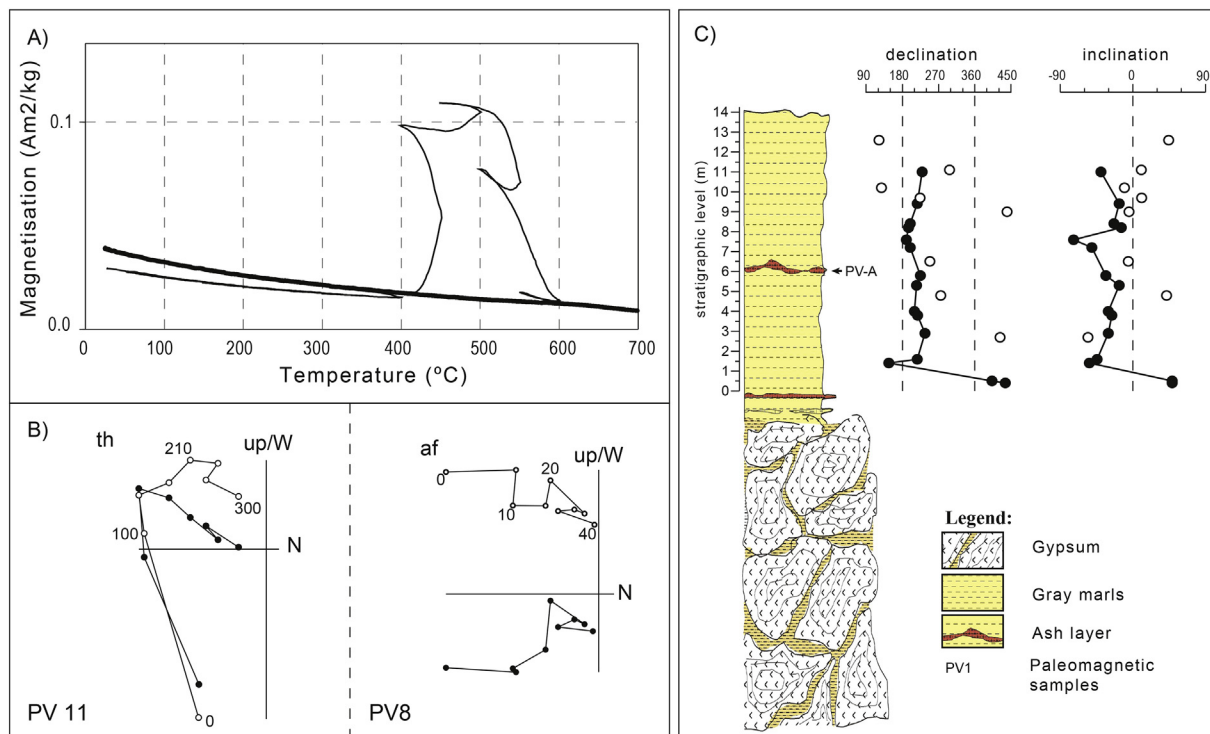 A)
Magnetisation (Am2/kg)
0.1
0.0
0 100 200 300 400 500 600 700
Temperature (ºC)
B)
th
up/W
210
300
100
N
0
PV 11
af
up/W
0
20
10
40
N
PV8
C)
declination
90 180 270 360 450
inclination
-90 0 90
stratigraphic level (m)
14
13
12
11
10
9
8
7
6
5
4
3
2
1
0
PV-A
Legend:
Gypsum
Gray marls
Ash layer
PV1 Paleomagnetic
samples